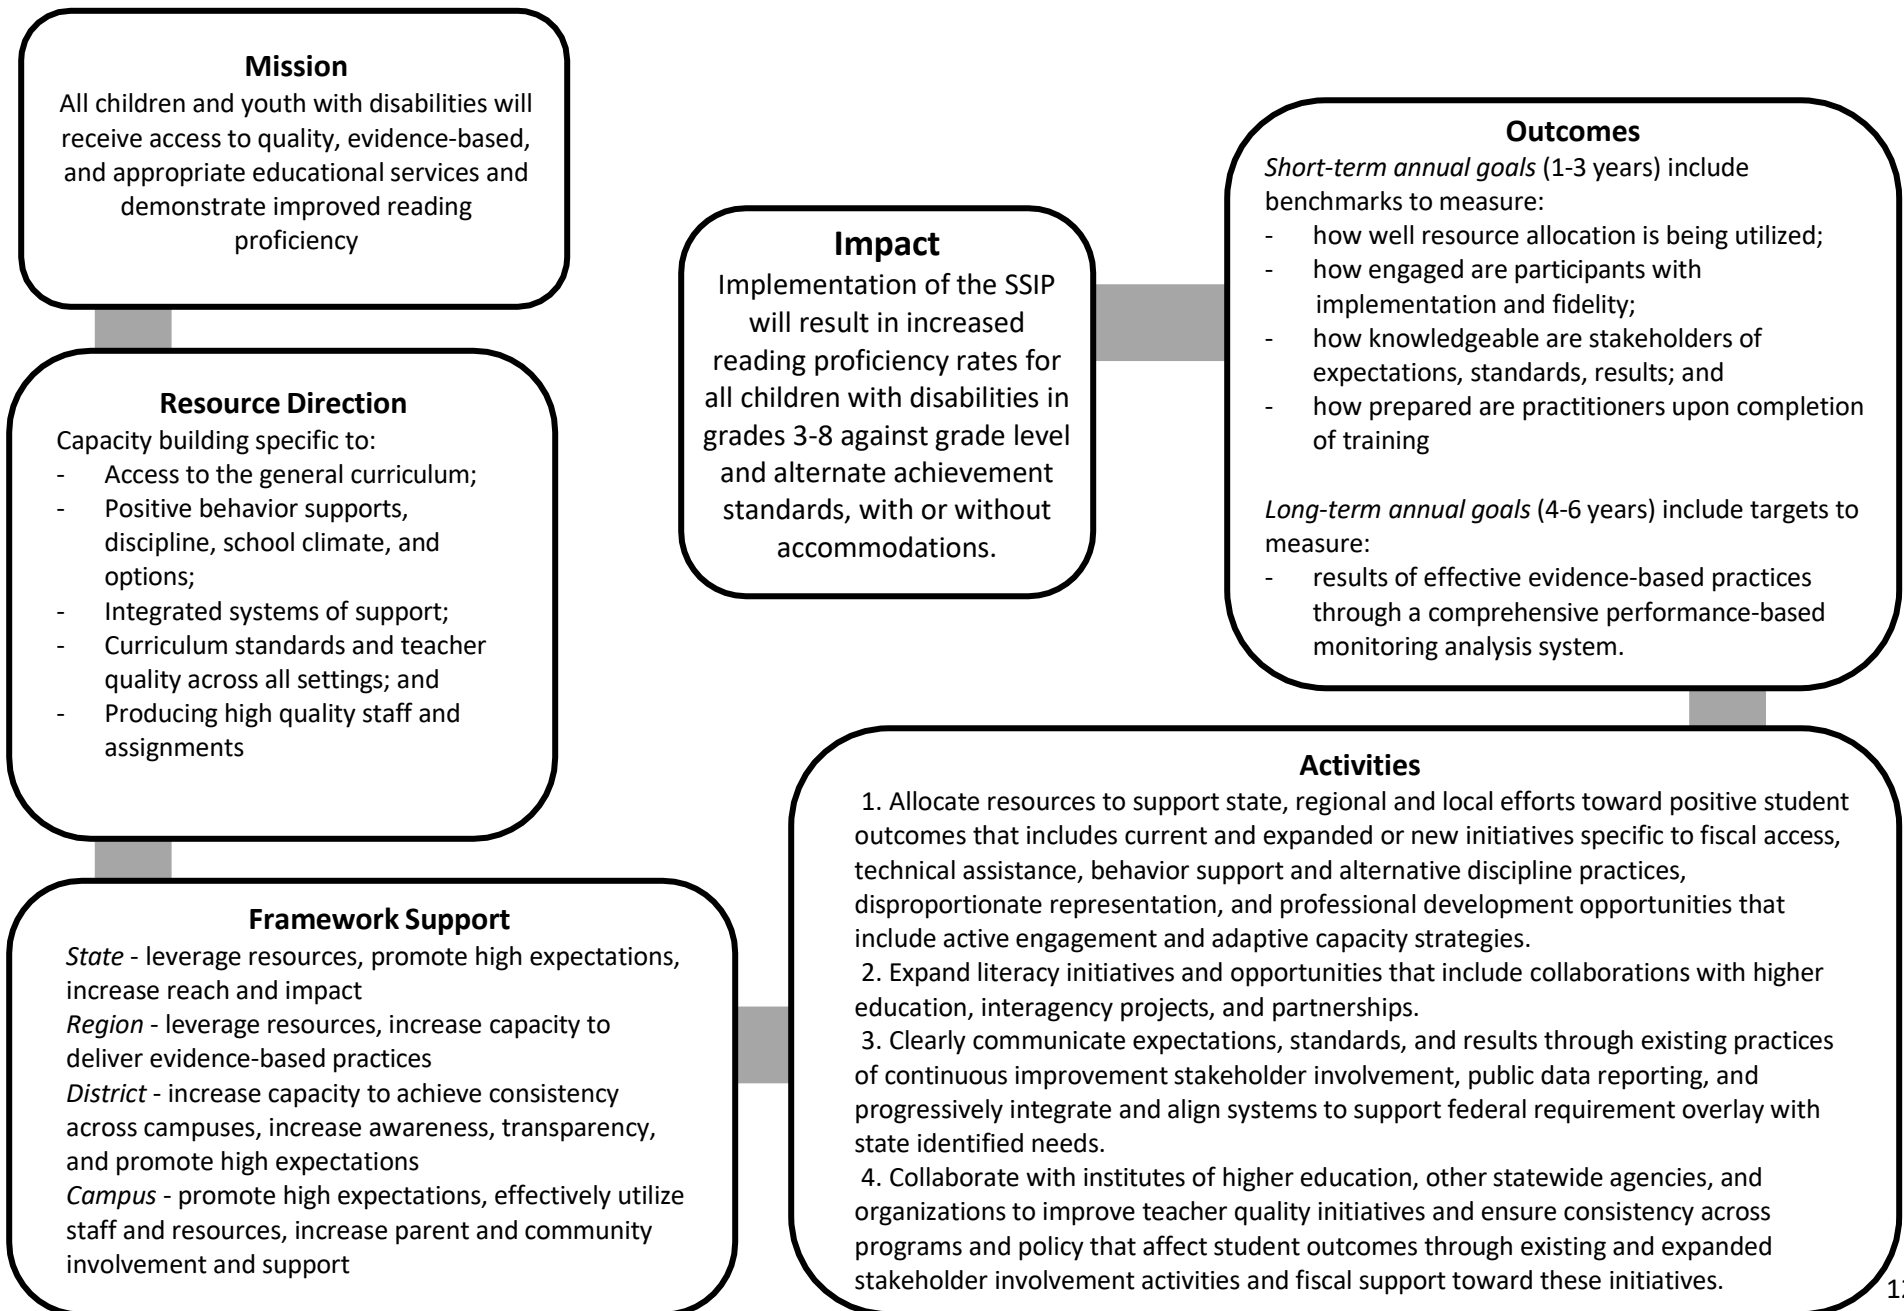 Mission
All children and youth with disabilities will
receive access to quality, evidence-based,
and appropriate educational services and
demonstrate improved reading
proficiency
Resource Direction
Capacity building specific to:
- Access to the general curriculum;
- Positive behavior supports,
discipline, school climate, and
options;
- Integrated systems of support;
- Curriculum standards and teacher
quality across all settings; and
- Producing high quality staff and
assignments
Framework Support
State - leverage resources, promote high expectations,
increase reach and impact
Region - leverage resources, increase capacity to
deliver evidence-based practices
District - increase capacity to achieve consistency
across campuses, increase awareness, transparency,
and promote high expectations
Campus - promote high expectations, effectively utilize
staff and resources, increase parent and community
involvement and support
Activities
1. Allocate resources to support state, regional and local efforts toward positive student
outcomes that includes current and expanded or new initiatives specific to fiscal access,
technical assistance, behavior support and alternative discipline practices,
disproportionate representation, and professional development opportunities that
include active engagement and adaptive capacity strategies.
2. Expand literacy initiatives and opportunities that include collaborations with higher
education, interagency projects, and partnerships.
3. Clearly communicate expectations, standards, and results through existing practices
of continuous improvement stakeholder involvement, public data reporting, and
progressively integrate and align systems to support federal requirement overlay with
state identified needs.
4. Collaborate with institutes of higher education, other statewide agencies, and
organizations to improve teacher quality initiatives and ensure consistency across
programs and policy that affect student outcomes through existing and expanded
stakeholder involvement activities and fiscal support toward these initiatives.
Outcomes
Short-term annual goals (1-3 years) include
benchmarks to measure:
- how well resource allocation is being utilized;
- how engaged are participants with
implementation and fidelity;
- how knowledgeable are stakeholders of
expectations, standards, results; and
- how prepared are practitioners upon completion
of training
Long-term annual goals (4-6 years) include targets to
measure:
- results of effective evidence-based practices
through a comprehensive performance-based
monitoring analysis system.
Impact
Implementation of the SSIP
will result in increased
reading proficiency rates for
all children with disabilities in
grades 3-8 against grade level
and alternate achievement
standards, with or without
accommodations.